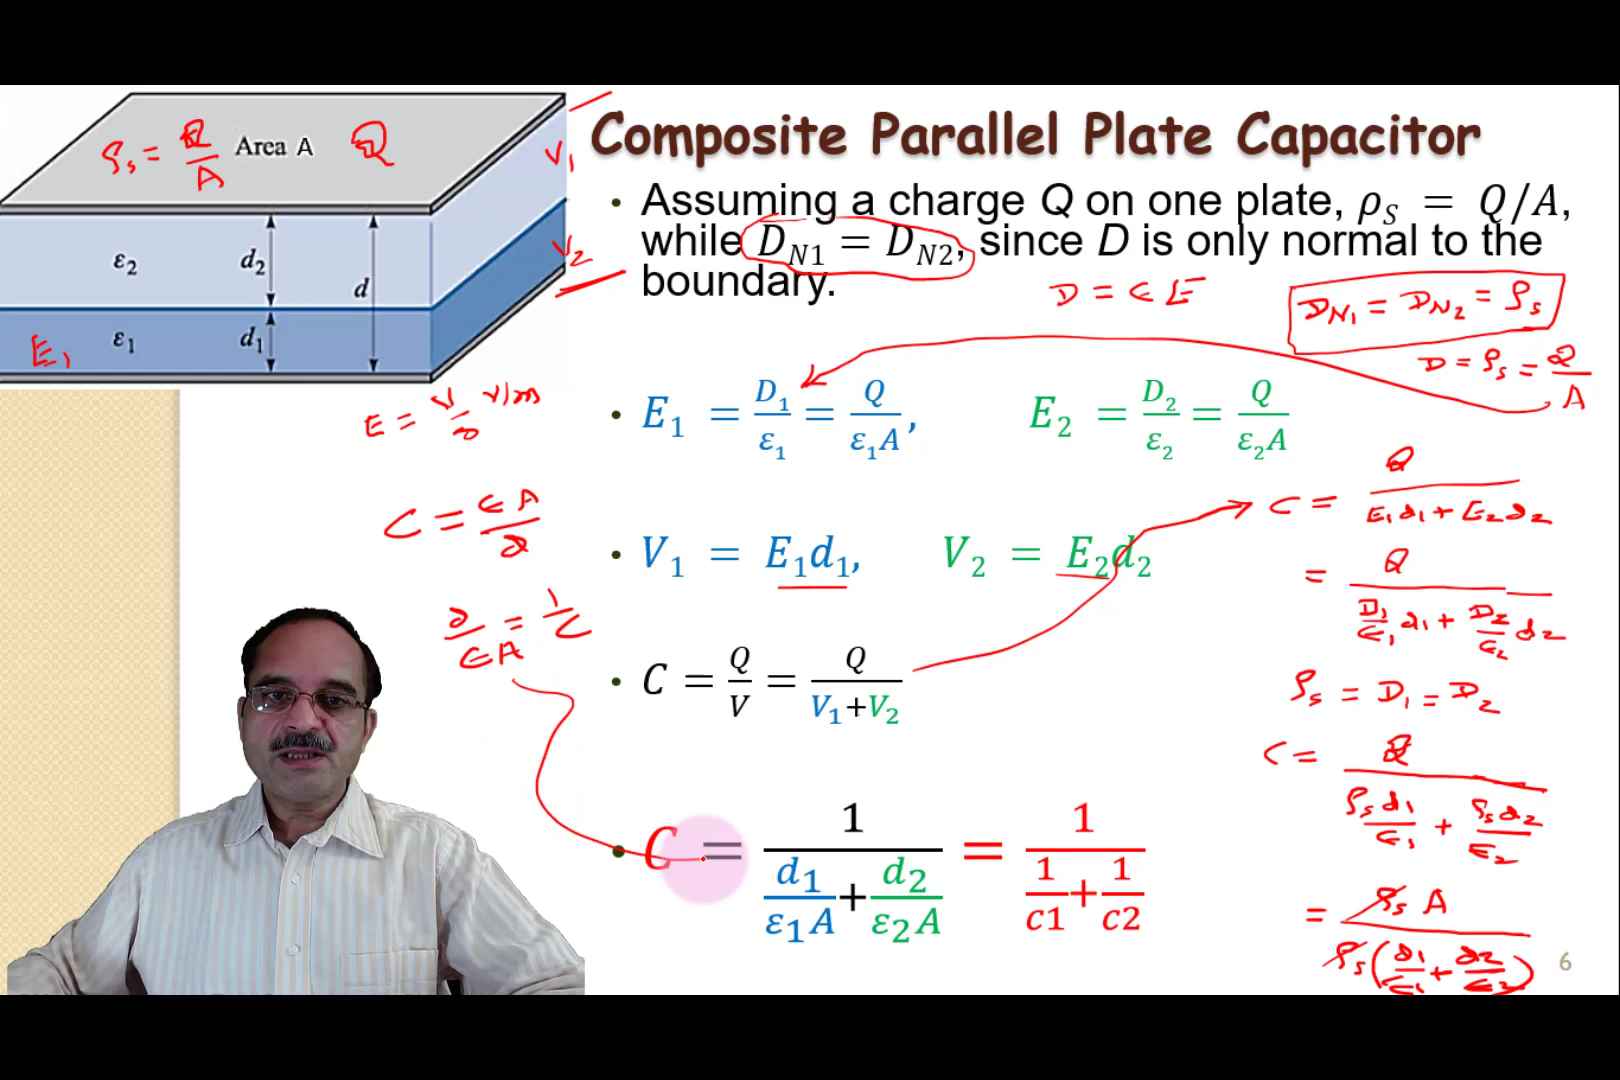 Composite Parallel Plate Capacitor
ρs = Q/A Area A Q
V1
V2
ε2 d2 d
E1 ε1 d1
• Assuming a charge Q on one plate, ρS = Q/A,
while DN1 = DN2, since D is only normal to the
boundary.
D = ϵE
DN1 = DN2 = ρs
D = ρs = Q/A
E = V/d V/m
• E1 = D1/ε1 = Q/ε1A, E2 = D2/ε2 = Q/ε2A
C = ϵA/d
• V1 = E1d1, V2 = E2d2
d/ϵA = 1/C
• C = Q/V = Q/V1+V2
• C = 1/(d1/ε1A + d2/ε2A) = 1/(1/c1 + 1/c2)
C = Q/(E1d1 + E2d2)
= Q/(D1/ϵ1 d1 + D2/ϵ2 d2)
ρs = D1 = D2
C = Q/(ρsd1/ϵ1 + ρsd2/ϵ2)
= ρs A/ρs(d1/ϵ1 + d2/ϵ2)
6